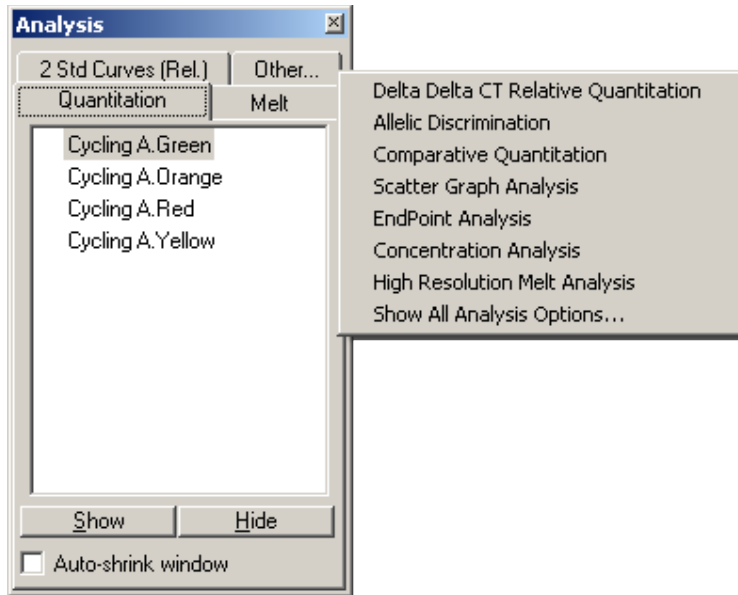 Analysis
2 Std Curves (Rel.) Other...
Quantitation Melt
Cycling A.Green
Cycling A.Orange
Cycling A.Red
Cycling A.Yellow
Show Hide
Auto-shrink window
Delta Delta CT Relative Quantitation
Allelic Discrimination
Comparative Quantitation
Scatter Graph Analysis
EndPoint Analysis
Concentration Analysis
High Resolution Melt Analysis
Show All Analysis Options...